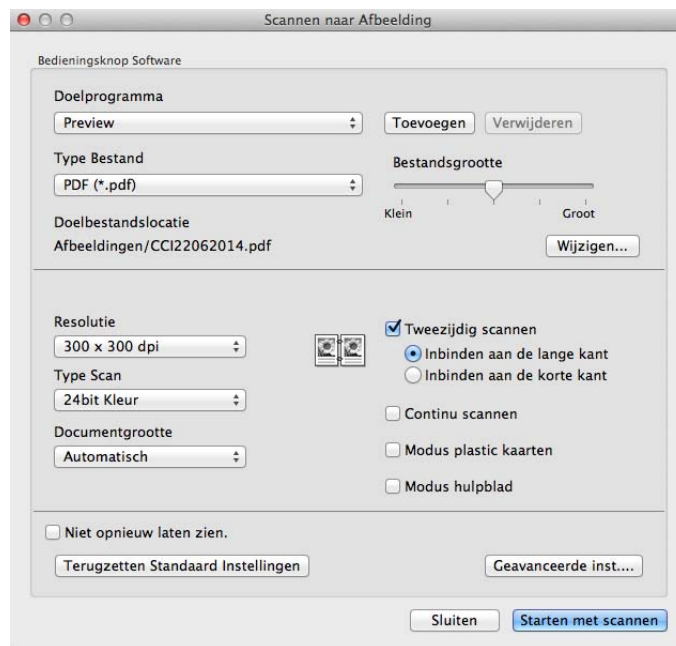 Scannen naar Afbeelding
Bedieningsknop Software
Doelprogramma
Preview
Toevoegen
Verwijderen
Type Bestand
Bestandsgrootte
PDF (*.pdf)
Klein
Groot
Doelbestandslocatie
Afbeeldingen/CCI22062014.pdf
Wijzigen...
Resolutie
Tweezijdig scannen
300 x 300 dpi
Inbinden aan de lange kant
Type Scan
Inbinden aan de korte kant
24bit Kleur
Continu scannen
Documentgrootte
Automatisch
Modus plastic kaarten
Modus hulpblad
Niet opnieuw laten zien.
Terugzetten Standaard Instellingen
Geavanceerde inst....
Sluiten
Starten met scannen